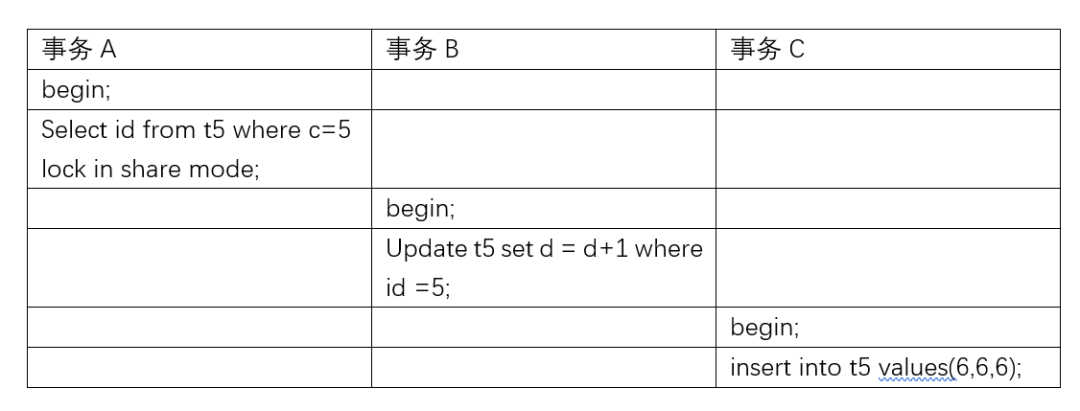 事务 A
事务 B
事务 C
begin;
Select id from t5 where c=5
lock in share mode;
begin;
Update t5 set d = d+1 where
id =5;
begin;
insert into t5 values(6,6,6);